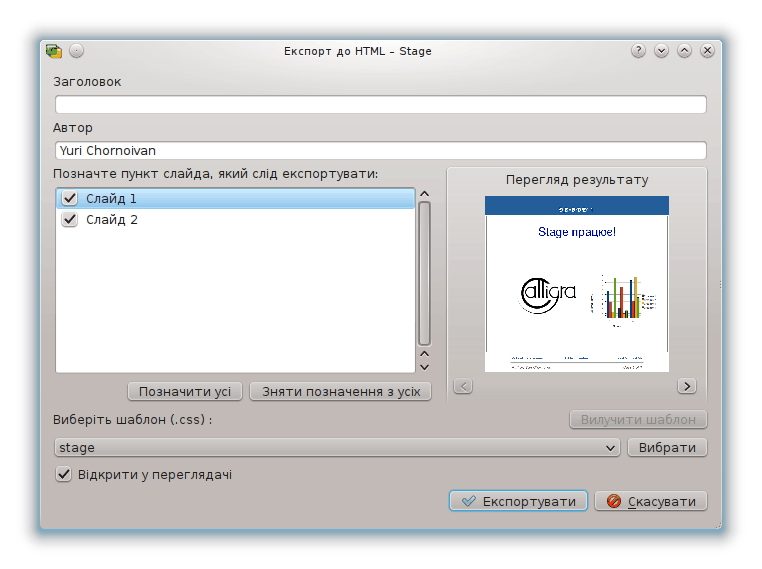 Експорт до HTML – Stage
Заголовок
Автор
Yuri Chornoivan
Позначте пункт слайда, який слід експортувати:
Слайд 1
Слайд 2
Перегляд результату
Stage працює!
alligra
Позначити усі
Зняти позначення з усіх
Виберіть шаблон (.css) :
Вилучити шаблон
stage
Вибрати
Відкрити у переглядачі
Експортувати
Скасувати